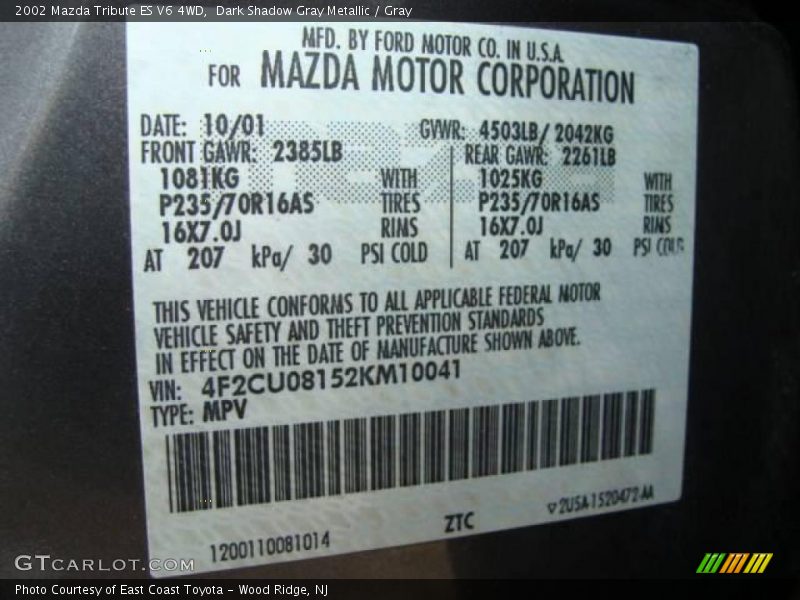 2002 Mazda Tribute ES V6 4WD,  Dark Shadow Gray Metallic / Gray
MFD. BY FORD MOTOR CO. IN U.S.A.
FOR MAZDA MOTOR CORPORATION
DATE: 10/01 GVWR: 4503LB/ 2042KG
FRONT GAWR: 2385LB REAR GAWR: 2261LB
1081KG WITH 1025KG WITH
P235/70R16AS TIRES P235/70R16AS TIRES
16X7.0J RIMS 16X7.0J RIMS
AT 207 kPa/ 30 PSI COLD AT 207 kPa/ 30 PSI COLD
THIS VEHICLE CONFORMS TO ALL APPLICABLE FEDERAL MOTOR
VEHICLE SAFETY AND THEFT PREVENTION STANDARDS
IN EFFECT ON THE DATE OF MANUFACTURE SHOWN ABOVE.
VIN: 4F2CU08152KM10041
TYPE: MPV
1200110081014 ZTC 2USA-1520472-AA
GTCARLOT.COM
Photo Courtesy of East Coast Toyota - Wood Ridge, NJ